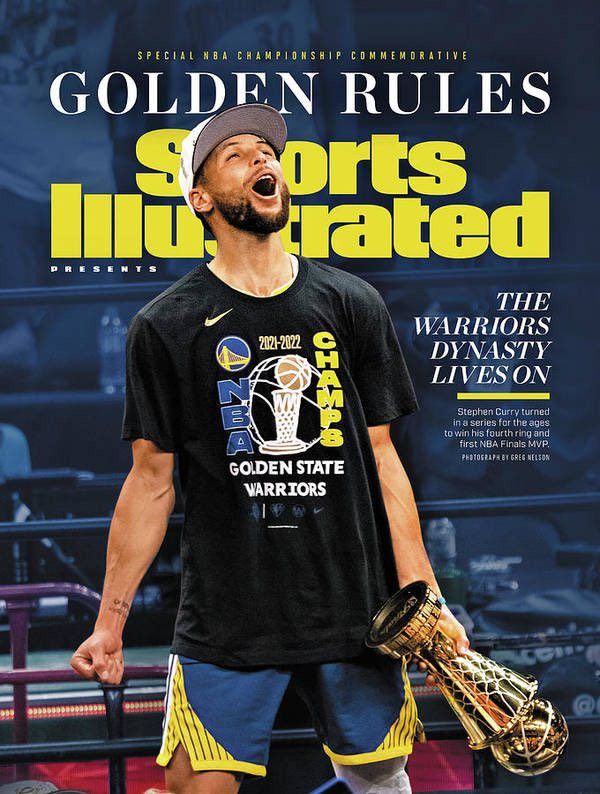 SPECIAL NBA CHAMPIONSHIP COMMEMORATIVE
GOLDEN RULES
Sports
Illustrated
PRESENTS
THE
WARRIORS
DYNASTY
LIVES ON
Stephen Curry turned
in a series for the ages
to win his fourth ring and
first NBA Finals MVP.
PHOTOGRAPH BY GREG NELSON
2021-2022
NBA
CHAMPS
GOLDEN STATE
WARRIORS